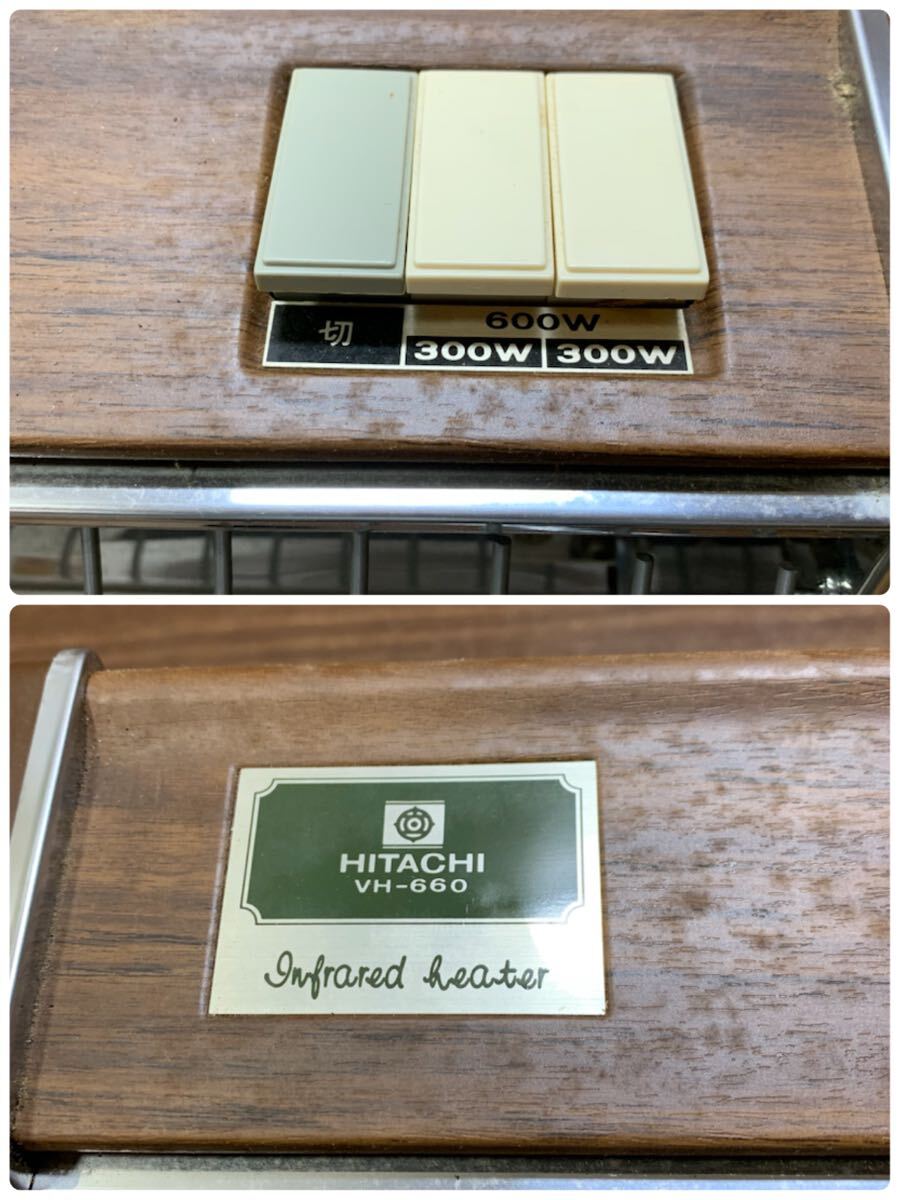 600W
切 300W 300W
HITACHI
VH-660
Infrared heater